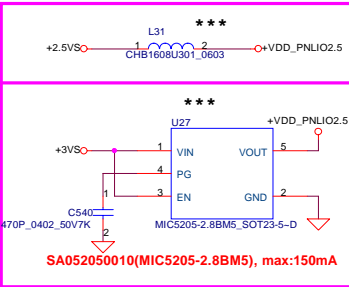 ***
L31
+2.5VS 1 2 +VDD_PNLIO2.5
CHB1608U301_0603
***
U27 +VDD_PNLIO2.5
+3VS 1 VIN VOUT 5
4 PG
3 EN GND 2
1
C540
470P_0402_50V7K MIC5205-2.8BM5_SOT23-5~D
2
SA052050010(MIC5205-2.8BM5), max:150mA